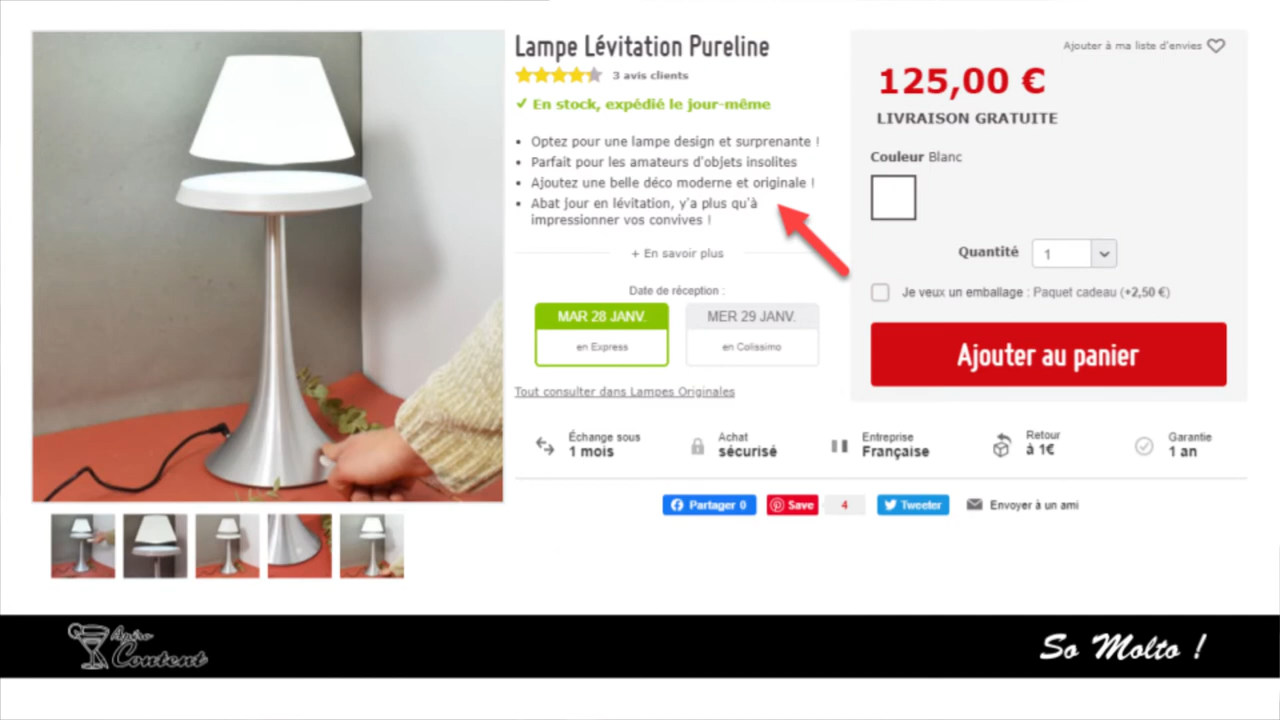 Lampe Lévitation Pureline
3 avis clients
✔ En stock, expédié le jour-même
• Optez pour une lampe design et surprenante !
• Parfait pour les amateurs d'objets insolites
• Ajoutez une belle déco moderne et originale !
• Abat jour en lévitation, y'a plus qu'à
impressionner vos convives !
+ En savoir plus
Date de réception :
MAR 28 JANV.
en Express
MER 29 JANV.
en Colissimo
Tout consulter dans Lampes Originales
Ajouter à ma liste d'envies
125,00 €
LIVRAISON GRATUITE
Couleur Blanc
Quantité 1
Je veux un emballage : Paquet cadeau (+2,50 €)
Ajouter au panier
Échange sous
1 mois
Achat
sécurisé
Entreprise
Française
Retour
à 1€
Garantie
1 an
Partager 0
Save
4
Tweeter
Envoyer à un ami
Apéro
Content
So Molto !